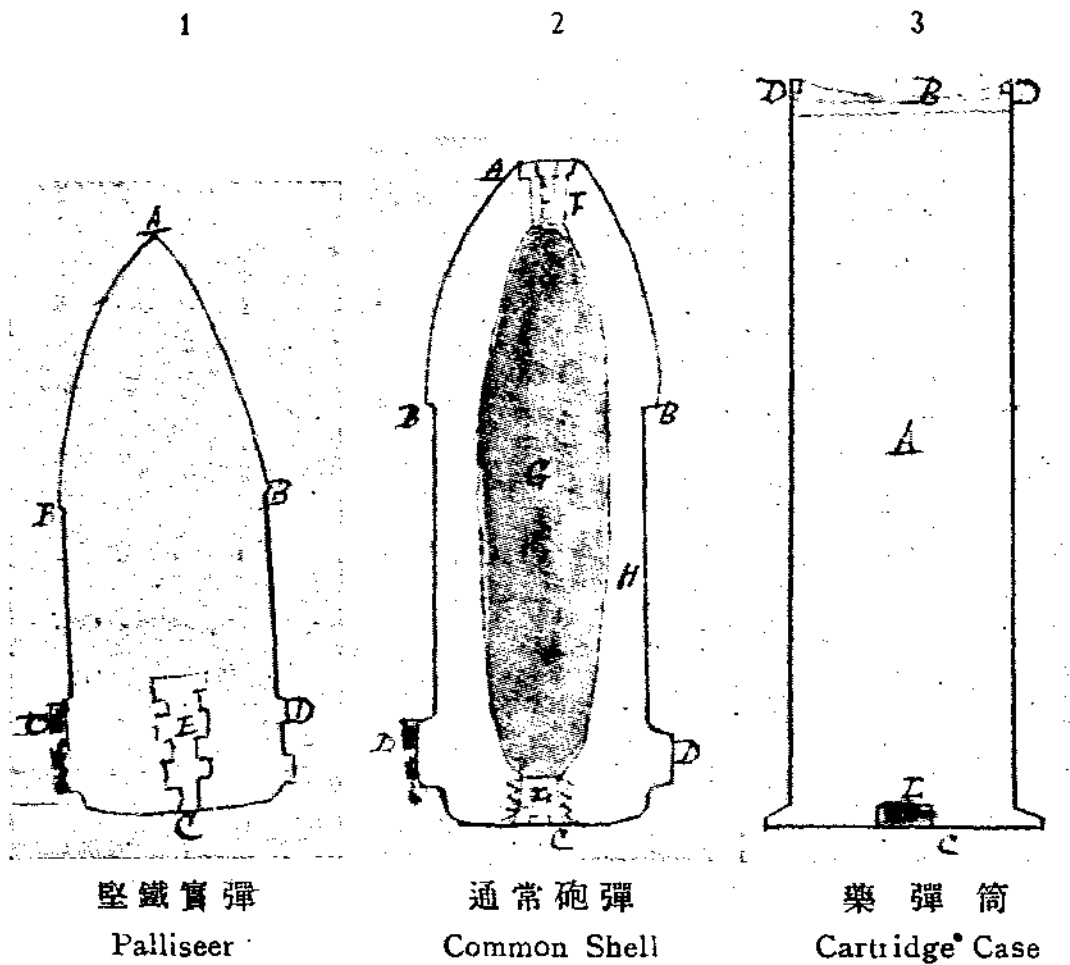 1
2
3
D B D
A F
A
B B
B B
A
G
H
E D
D D
C
C
C
堅鐵實彈
通常砲彈
藥彈筒
Palliseer
Common Shell
Cartridge Case